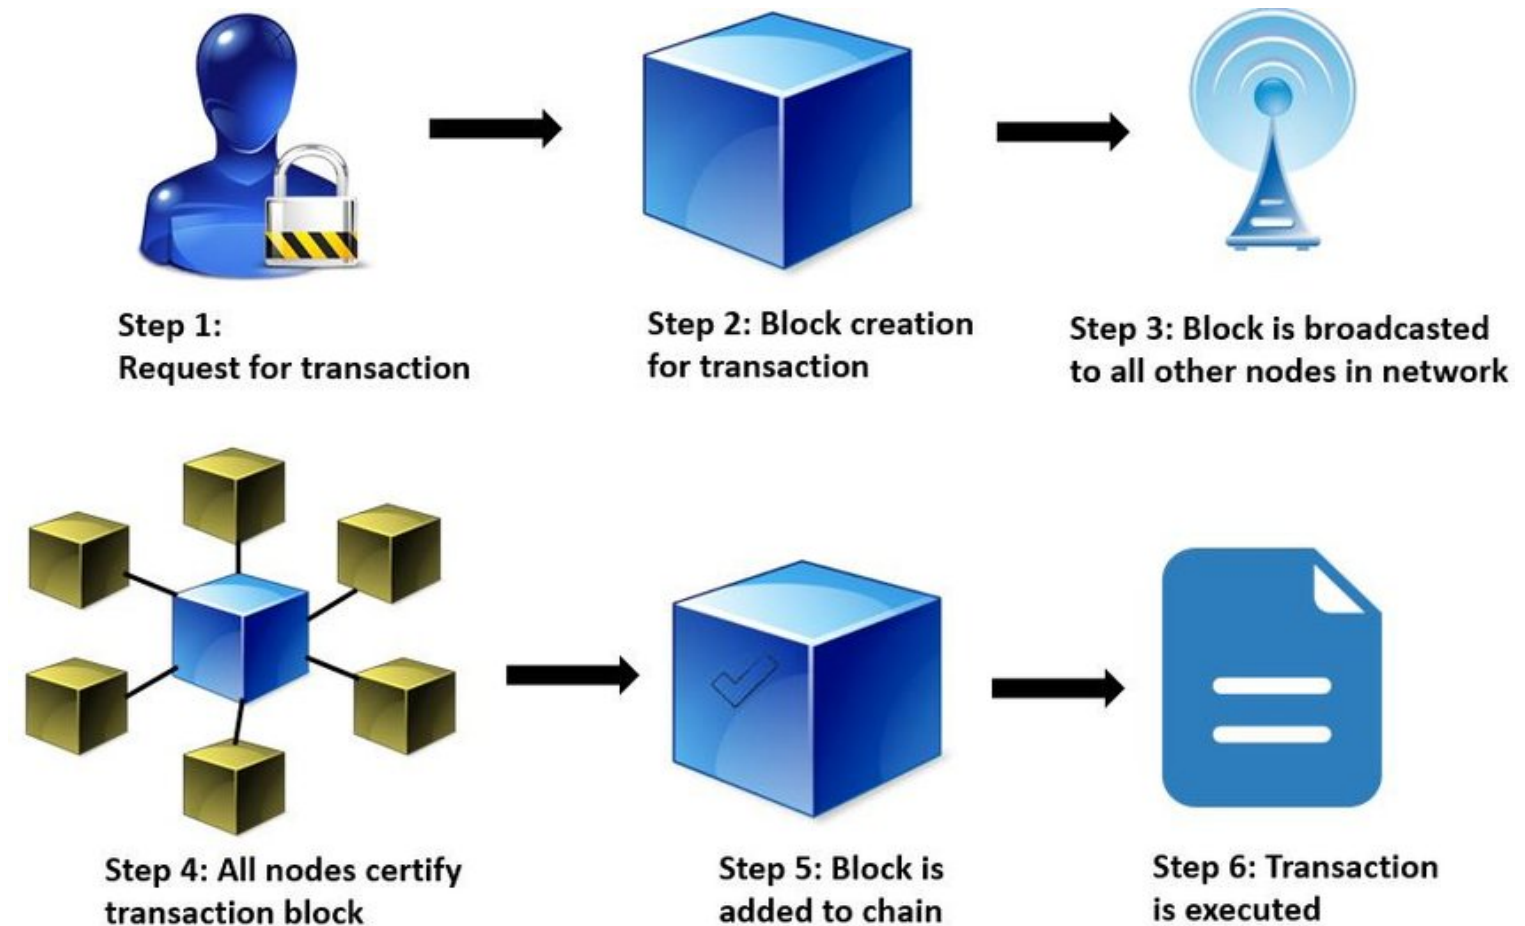 Step 1:
Request for transaction
Step 2: Block creation
for transaction
Step 3: Block is broadcasted
to all other nodes in network
Step 4: All nodes certify
transaction block
Step 5: Block is
added to chain
Step 6: Transaction
is executed